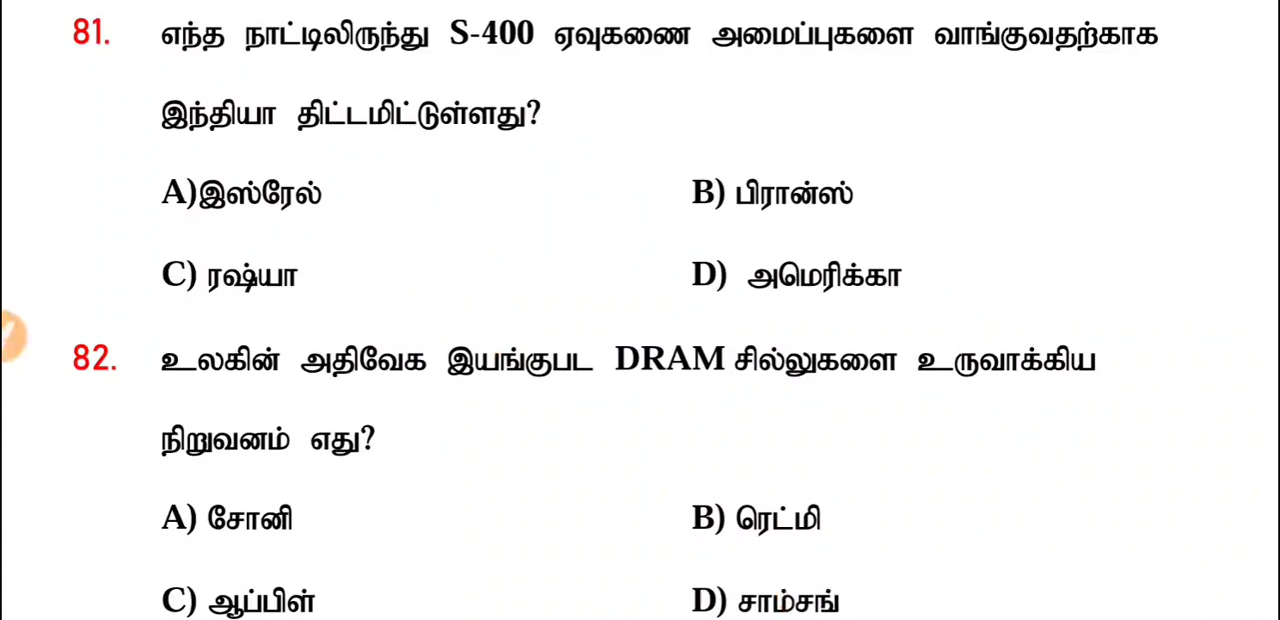 81. எந்த நாட்டிலிருந்து S-400 ஏவுகணை அமைப்புகளை வாங்குவதற்காக
இந்தியா திட்டமிட்டுள்ளது?
A)இஸ்ரேல் B) பிரான்ஸ்
C) ரஷ்யா D) அமெரிக்கா
82. உலகின் அதிவேக இயங்குபட DRAM சில்லுகளை உருவாக்கிய
நிறுவனம் எது?
A) சோனி B) ரெட்மி
C) ஆப்பிள் D) சாம்சங்